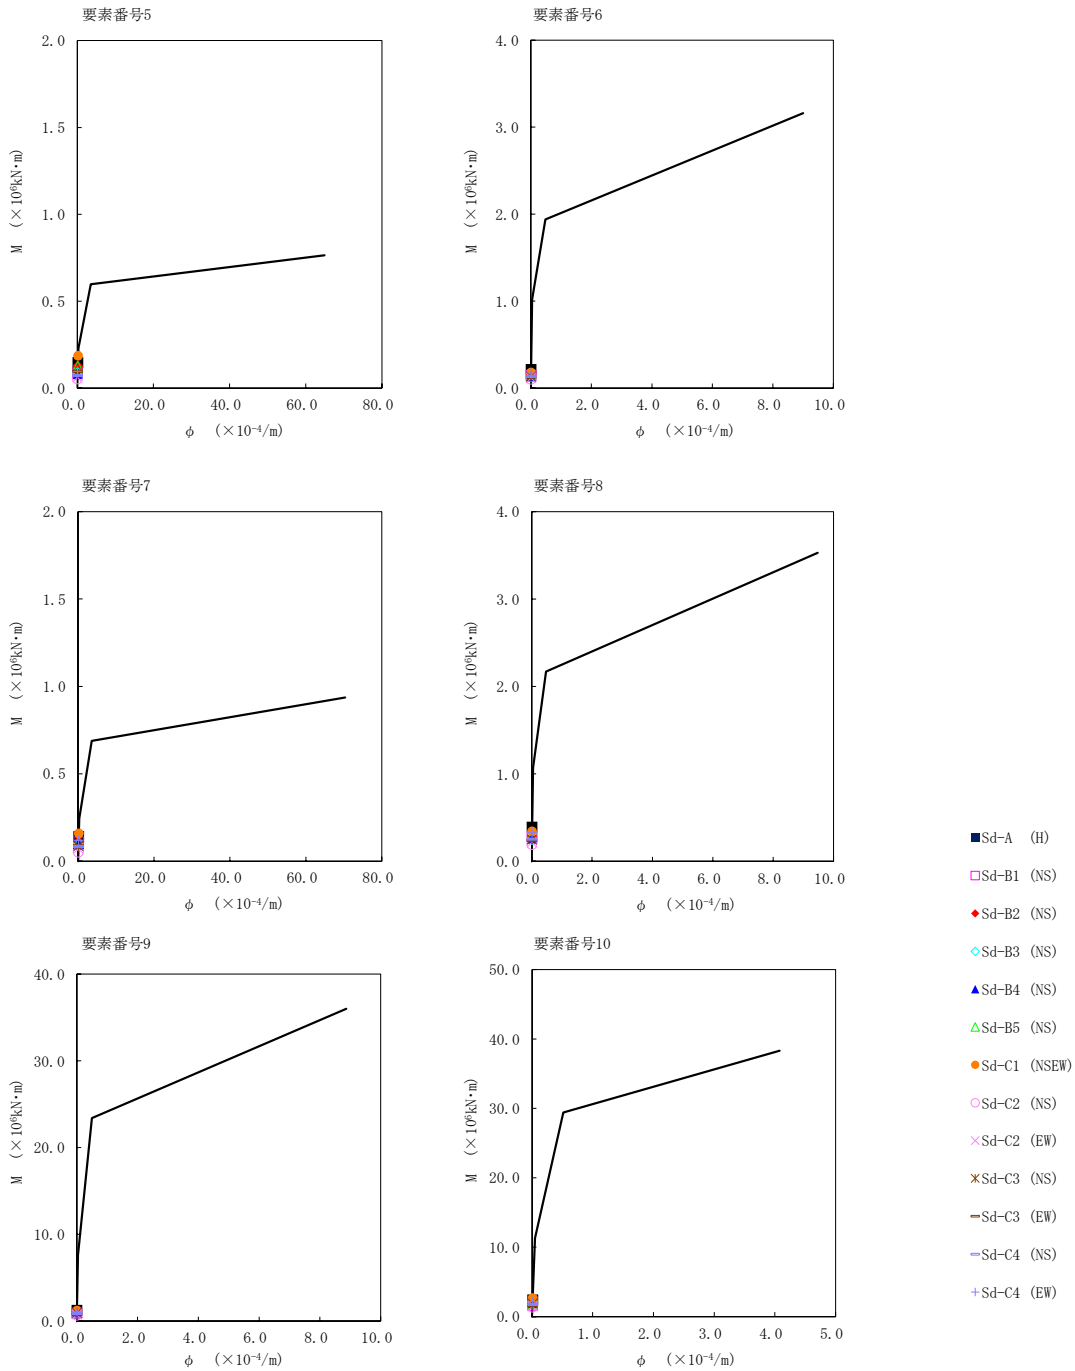 要素番号5
2.0
1.5
1.0
0.5
0.0
0.0 20.0 40.0 60.0 80.0
M (×10⁶kN・m)
φ (×10⁻⁴/m)
要素番号6
4.0
3.0
2.0
1.0
0.0
0.0 2.0 4.0 6.0 8.0 10.0
M (×10⁶kN・m)
φ (×10⁻⁴/m)
要素番号7
2.0
1.5
1.0
0.5
0.0
0.0 20.0 40.0 60.0 80.0
M (×10⁶kN・m)
φ (×10⁻⁴/m)
要素番号8
4.0
3.0
2.0
1.0
0.0
0.0 2.0 4.0 6.0 8.0 10.0
M (×10⁶kN・m)
φ (×10⁻⁴/m)
要素番号9
40.0
30.0
20.0
10.0
0.0
0.0 2.0 4.0 6.0 8.0 10.0
M (×10⁶kN・m)
φ (×10⁻⁴/m)
要素番号10
50.0
40.0
30.0
20.0
10.0
0.0
0.0 1.0 2.0 3.0 4.0 5.0
M (×10⁶kN・m)
φ (×10⁻⁴/m)
Sd-A (H)
Sd-B1 (NS)
Sd-B2 (NS)
Sd-B3 (NS)
Sd-B4 (NS)
Sd-B5 (NS)
Sd-C1 (NSEW)
Sd-C2 (NS)
Sd-C2 (EW)
Sd-C3 (NS)
Sd-C3 (EW)
Sd-C4 (NS)
Sd-C4 (EW)